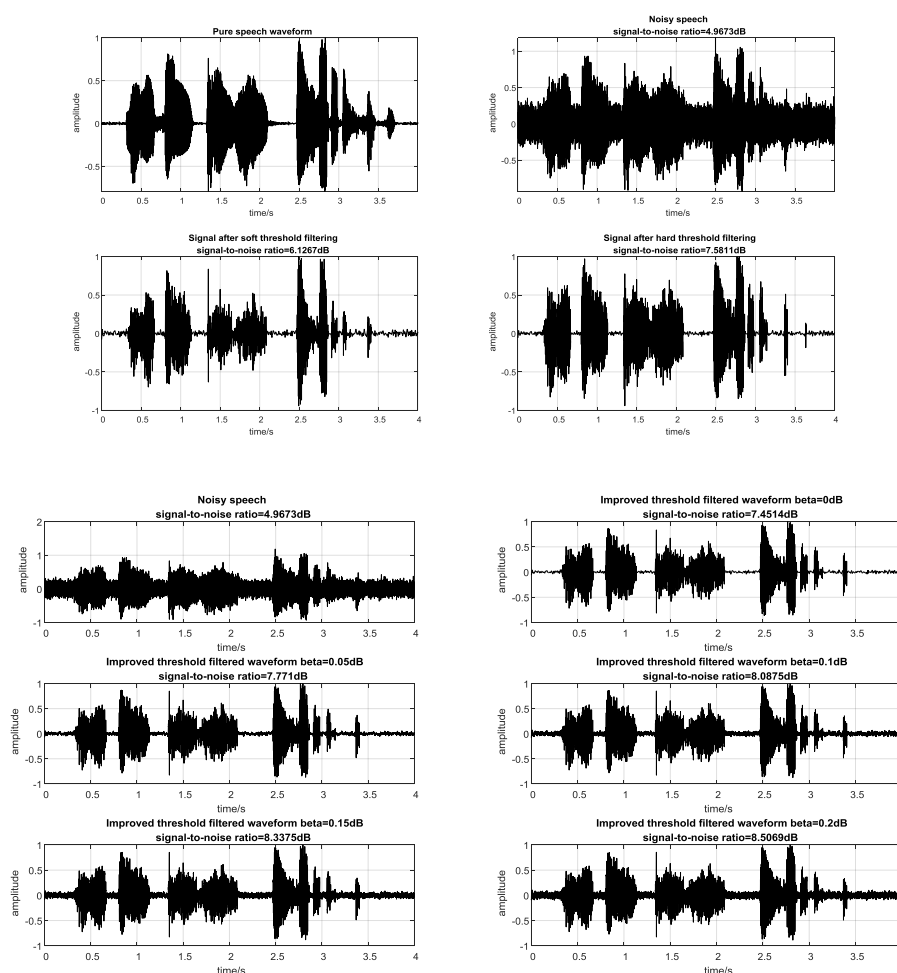 Pure speech waveform
1
0.5
0
-0.5
amplitude
0 0.5 1 1.5 2 2.5 3 3.5
time/s
Noisy speech
signal-to-noise ratio=4.9673dB
1
0.5
0
-0.5
amplitude
0 0.5 1 1.5 2 2.5 3 3.5
time/s
Signal after soft threshold filtering
signal-to-noise ratio=6.1267dB
1
0.5
0
-0.5
-1
amplitude
0 0.5 1 1.5 2 2.5 3 3.5 4
time/s
Signal after hard threshold filtering
signal-to-noise ratio=7.5811dB
1
0.5
0
-0.5
-1
amplitude
0 0.5 1 1.5 2 2.5 3 3.5 4
time/s
Noisy speech
signal-to-noise ratio=4.9673dB
2
1
0
-1
amplitude
0 0.5 1 1.5 2 2.5 3 3.5 4
time/s
Improved threshold filtered waveform beta=0dB
signal-to-noise ratio=7.4514dB
1
0.5
0
-0.5
-1
amplitude
0 0.5 1 1.5 2 2.5 3 3.5
time/s
Improved threshold filtered waveform beta=0.05dB
signal-to-noise ratio=7.771dB
1
0.5
0
-0.5
-1
amplitude
0 0.5 1 1.5 2 2.5 3 3.5 4
time/s
Improved threshold filtered waveform beta=0.1dB
signal-to-noise ratio=8.0875dB
1
0.5
0
-0.5
-1
amplitude
0 0.5 1 1.5 2 2.5 3 3.5
time/s
Improved threshold filtered waveform beta=0.15dB
signal-to-noise ratio=8.3375dB
1
0.5
0
-0.5
-1
amplitude
0 0.5 1 1.5 2 2.5 3 3.5 4
time/s
Improved threshold filtered waveform beta=0.2dB
signal-to-noise ratio=8.5069dB
1
0.5
0
-0.5
-1
amplitude
0 0.5 1 1.5 2 2.5 3 3.5
time/s